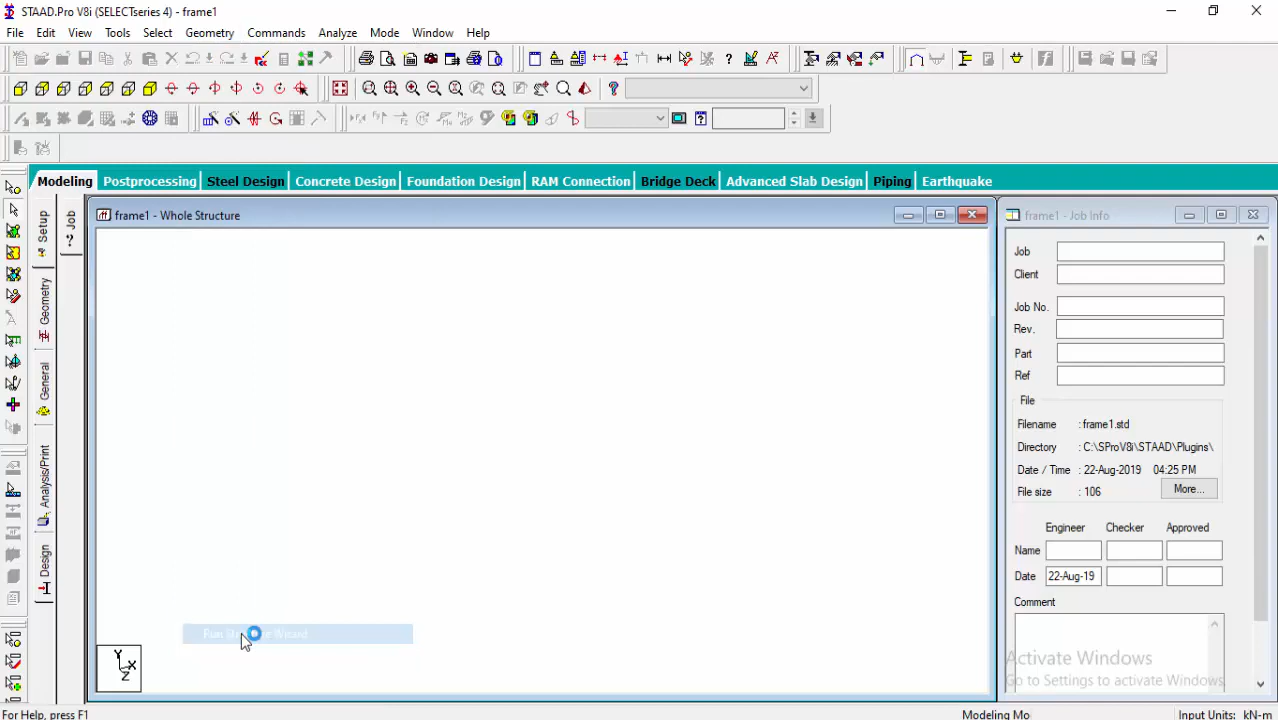 STAAD.Pro V8i (SELECTseries 4) - frame1
File Edit View Tools Select Geometry Commands Analyze Mode Window Help
Modeling Postprocessing Steel Design Concrete Design Foundation Design RAM Connection Bridge Deck Advanced Slab Design Piping Earthquake
Setup
Geometry
General
Analysis/Print
Design
Job
frame1 - Whole Structure
Run Wizard
Y
X
Z
frame1 - Job Info
Job
Client
Job No.
Rev.
Part
Ref
File
Filename : frame1.std
Directory : C:\SProV8i\STAAD\Plugins\
Date / Time : 22-Aug-2019 04:25 PM
File size : 106 More...
Engineer Checker Approved
Name
Date 22-Aug-19
Comment
Activate Windows
Go to Settings to activate Windows.
For Help, press F1 Modeling Mo Input Units: kN-m